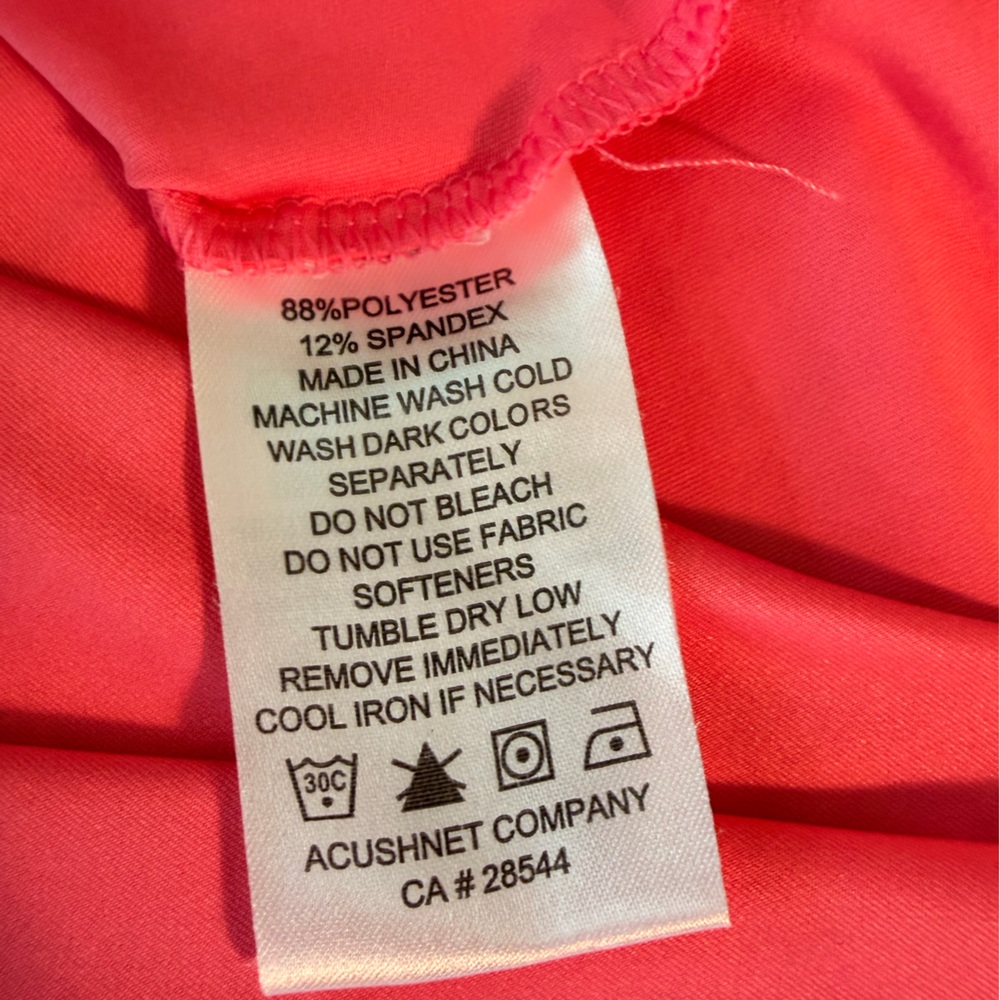 88%POLYESTER
12% SPANDEX
MADE IN CHINA
MACHINE WASH COLD
WASH DARK COLORS
SEPARATELY
DO NOT BLEACH
DO NOT USE FABRIC
SOFTENERS
TUMBLE DRY LOW
REMOVE IMMEDIATELY
COOL IRON IF NECESSARY
30C
ACUSHNET COMPANY
CA # 28544